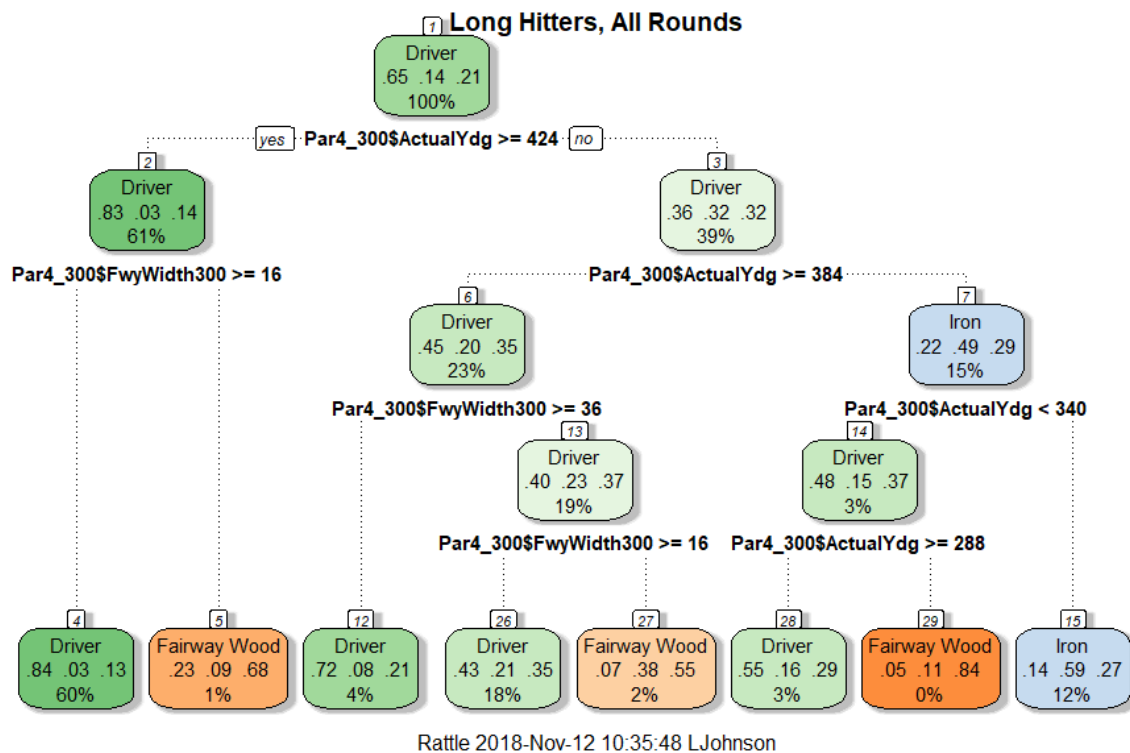 Long Hitters, All Rounds
1
Driver
.65 .14 .21
100%
yes Par4_300$ActualYdg >= 424 no
2
Driver
.83 .03 .14
61%
3
Driver
.36 .32 .32
39%
Par4_300$FwyWidth300 >= 16
Par4_300$ActualYdg >= 384
6
Driver
.45 .20 .35
23%
7
Iron
.22 .49 .29
15%
Par4_300$FwyWidth300 >= 36
Par4_300$ActualYdg < 340
13
Driver
.40 .23 .37
19%
14
Driver
.48 .15 .37
3%
Par4_300$FwyWidth300 >= 16
Par4_300$ActualYdg >= 288
4
Driver
.84 .03 .13
60%
5
Fairway Wood
.23 .09 .68
1%
12
Driver
.72 .08 .21
4%
26
Driver
.43 .21 .35
18%
27
Fairway Wood
.07 .38 .55
2%
28
Driver
.55 .16 .29
3%
29
Fairway Wood
.05 .11 .84
0%
15
Iron
.14 .59 .27
12%
Rattle 2018-Nov-12 10:35:48 LJohnson